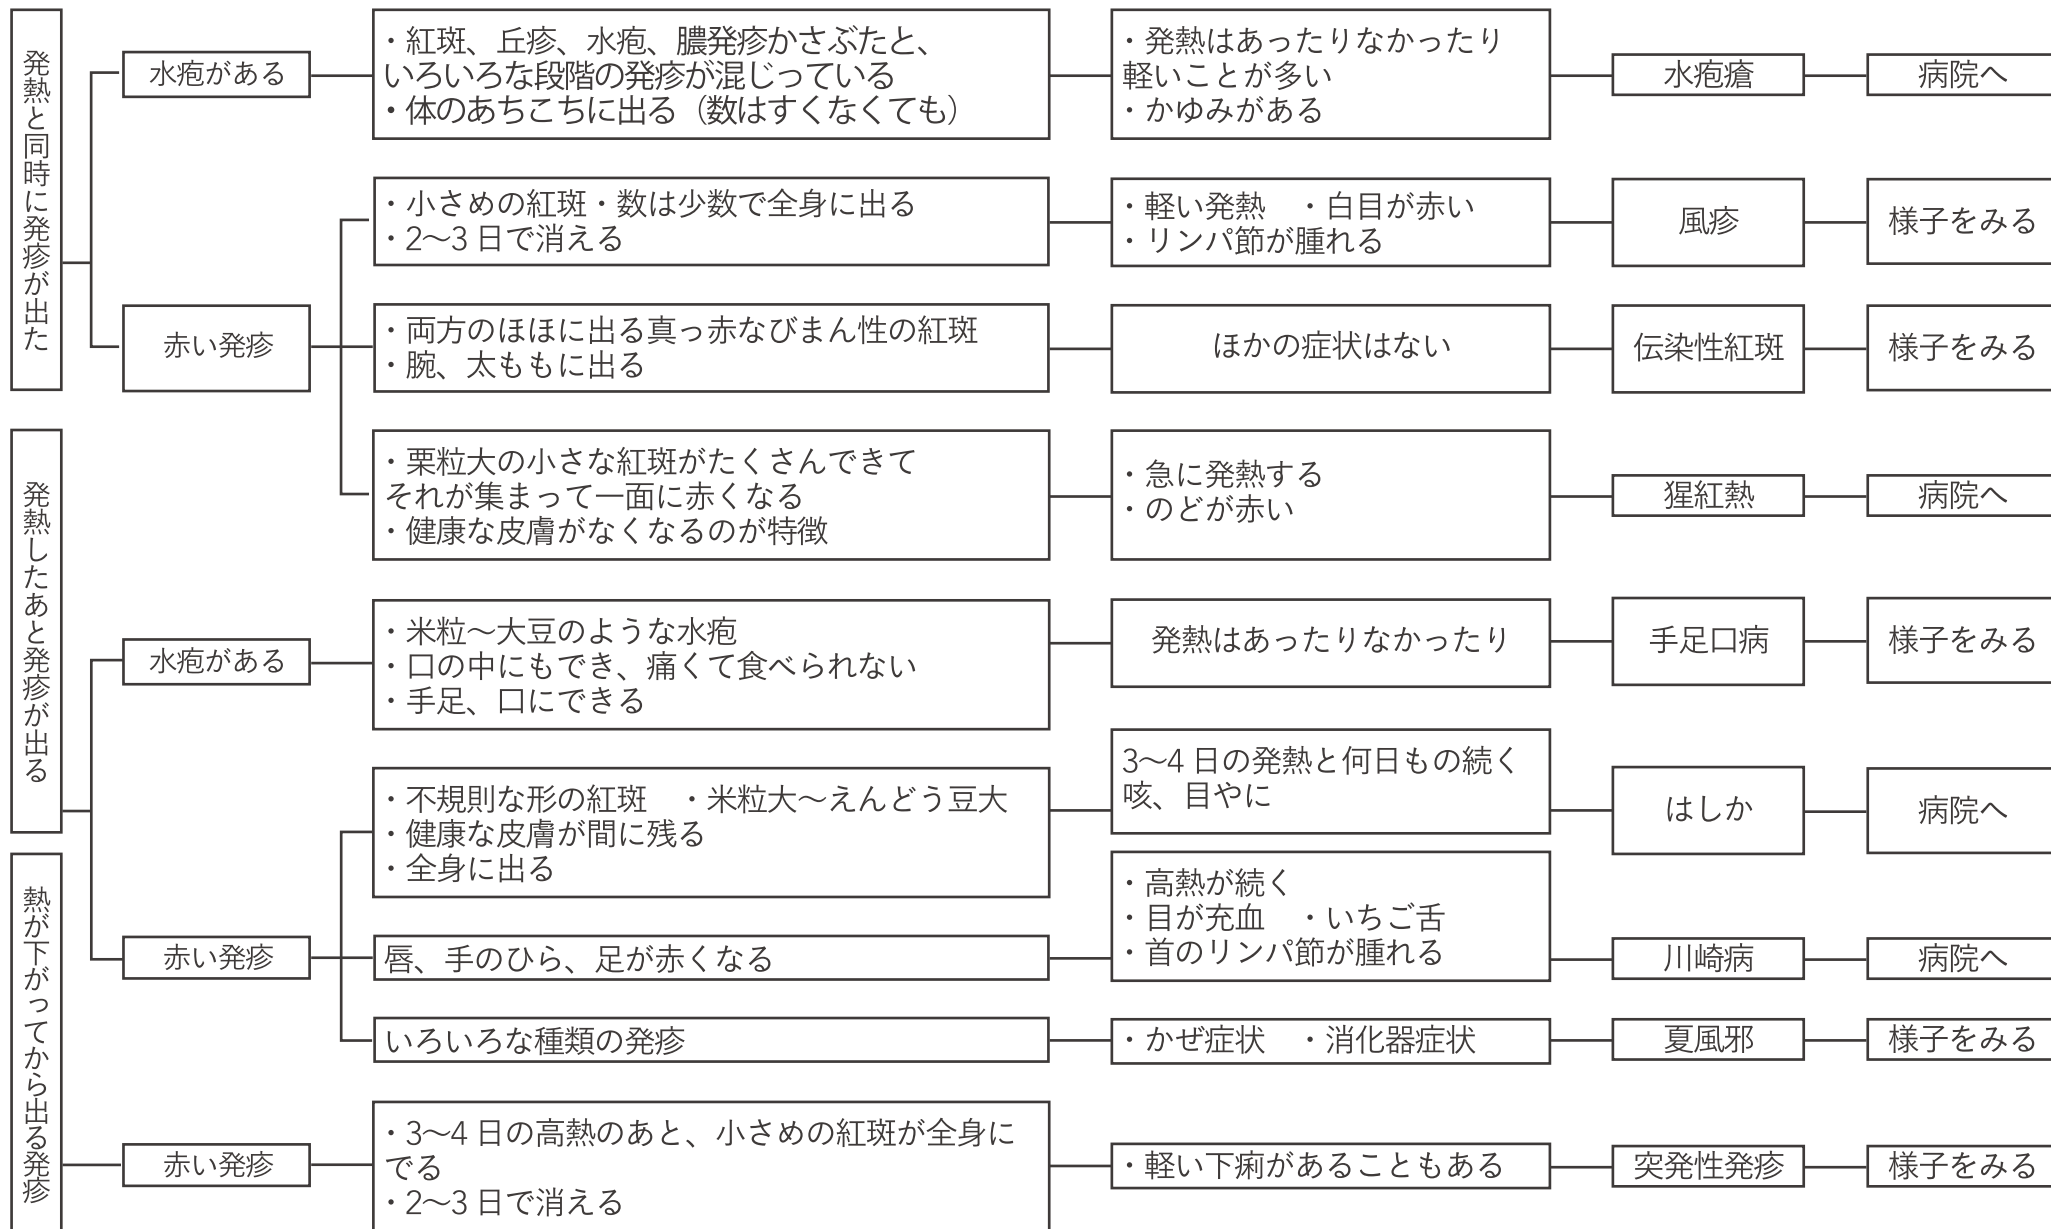 発熱と同時に発疹が出た
水疱がある
・紅斑、丘疹、水疱、膿発疹かさぶたと、
いろいろな段階の発疹が混じっている
・体のあちこちに出る（数はすくなくても）
・発熱はあったりなかったり
軽いことが多い
・かゆみがある
水疱瘡
病院へ
赤い発疹
・小さめの紅斑・数は少数で全身に出る
・2〜3 日で消える
・軽い発熱　・白目が赤い
・リンパ節が腫れる
風疹
様子をみる
・両方のほほに出る真っ赤なびまん性の紅斑
・腕、太ももに出る
ほかの症状はない
伝染性紅斑
様子をみる
・栗粒大の小さな紅斑がたくさんできて
それが集まって一面に赤くなる
・健康な皮膚がなくなるのが特徴
・急に発熱する
・のどが赤い
猩紅熱
病院へ
発熱したあと発疹が出る
水疱がある
・米粒〜大豆のような水疱
・口の中にもでき、痛くて食べられない
・手足、口にできる
発熱はあったりなかったり
手足口病
様子をみる
赤い発疹
・不規則な形の紅斑　・米粒大〜えんどう豆大
・健康な皮膚が間に残る
・全身に出る
3〜4 日の発熱と何日もの続く
咳、目やに
はしか
病院へ
唇、手のひら、足が赤くなる
・高熱が続く
・目が充血　・いちご舌
・首のリンパ節が腫れる
川崎病
病院へ
いろいろな種類の発疹
・かぜ症状　・消化器症状
夏風邪
様子をみる
熱が下がってから出る発疹
赤い発疹
・3〜4 日の高熱のあと、小さめの紅斑が全身に
でる
・2〜3 日で消える
・軽い下痢があることもある
突発性発疹
様子をみる